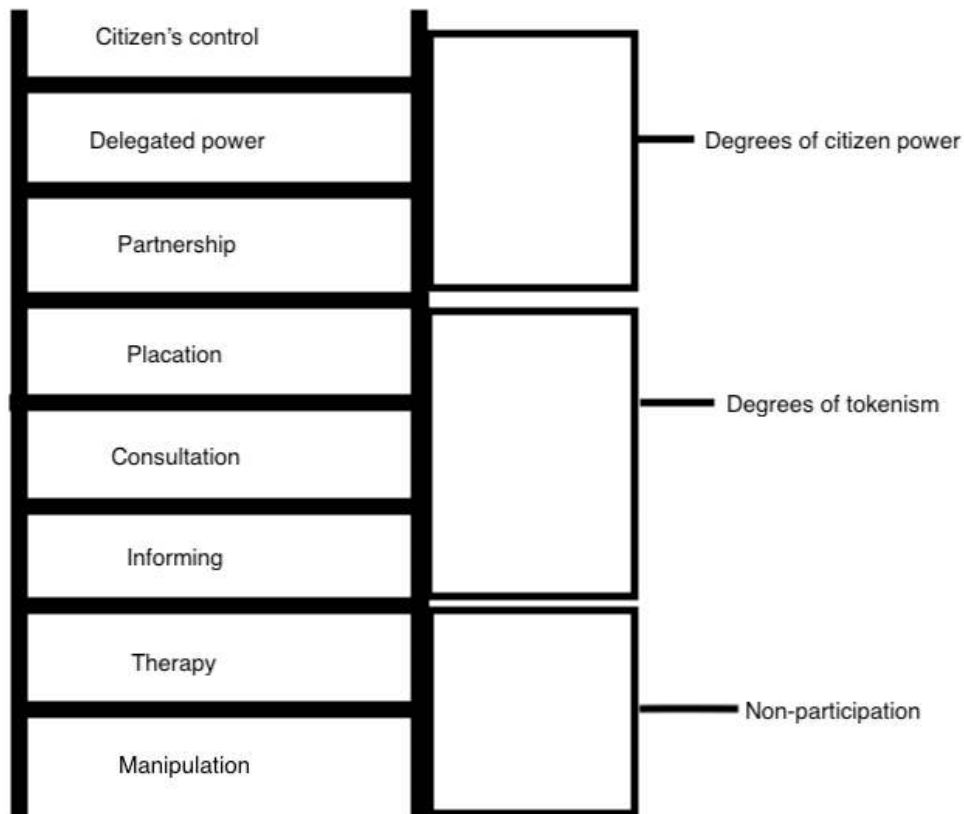 Citizen’s control
Delegated power
Degrees of citizen power
Partnership
Placation
Degrees of tokenism
Consultation
Informing
Therapy
Non-participation
Manipulation